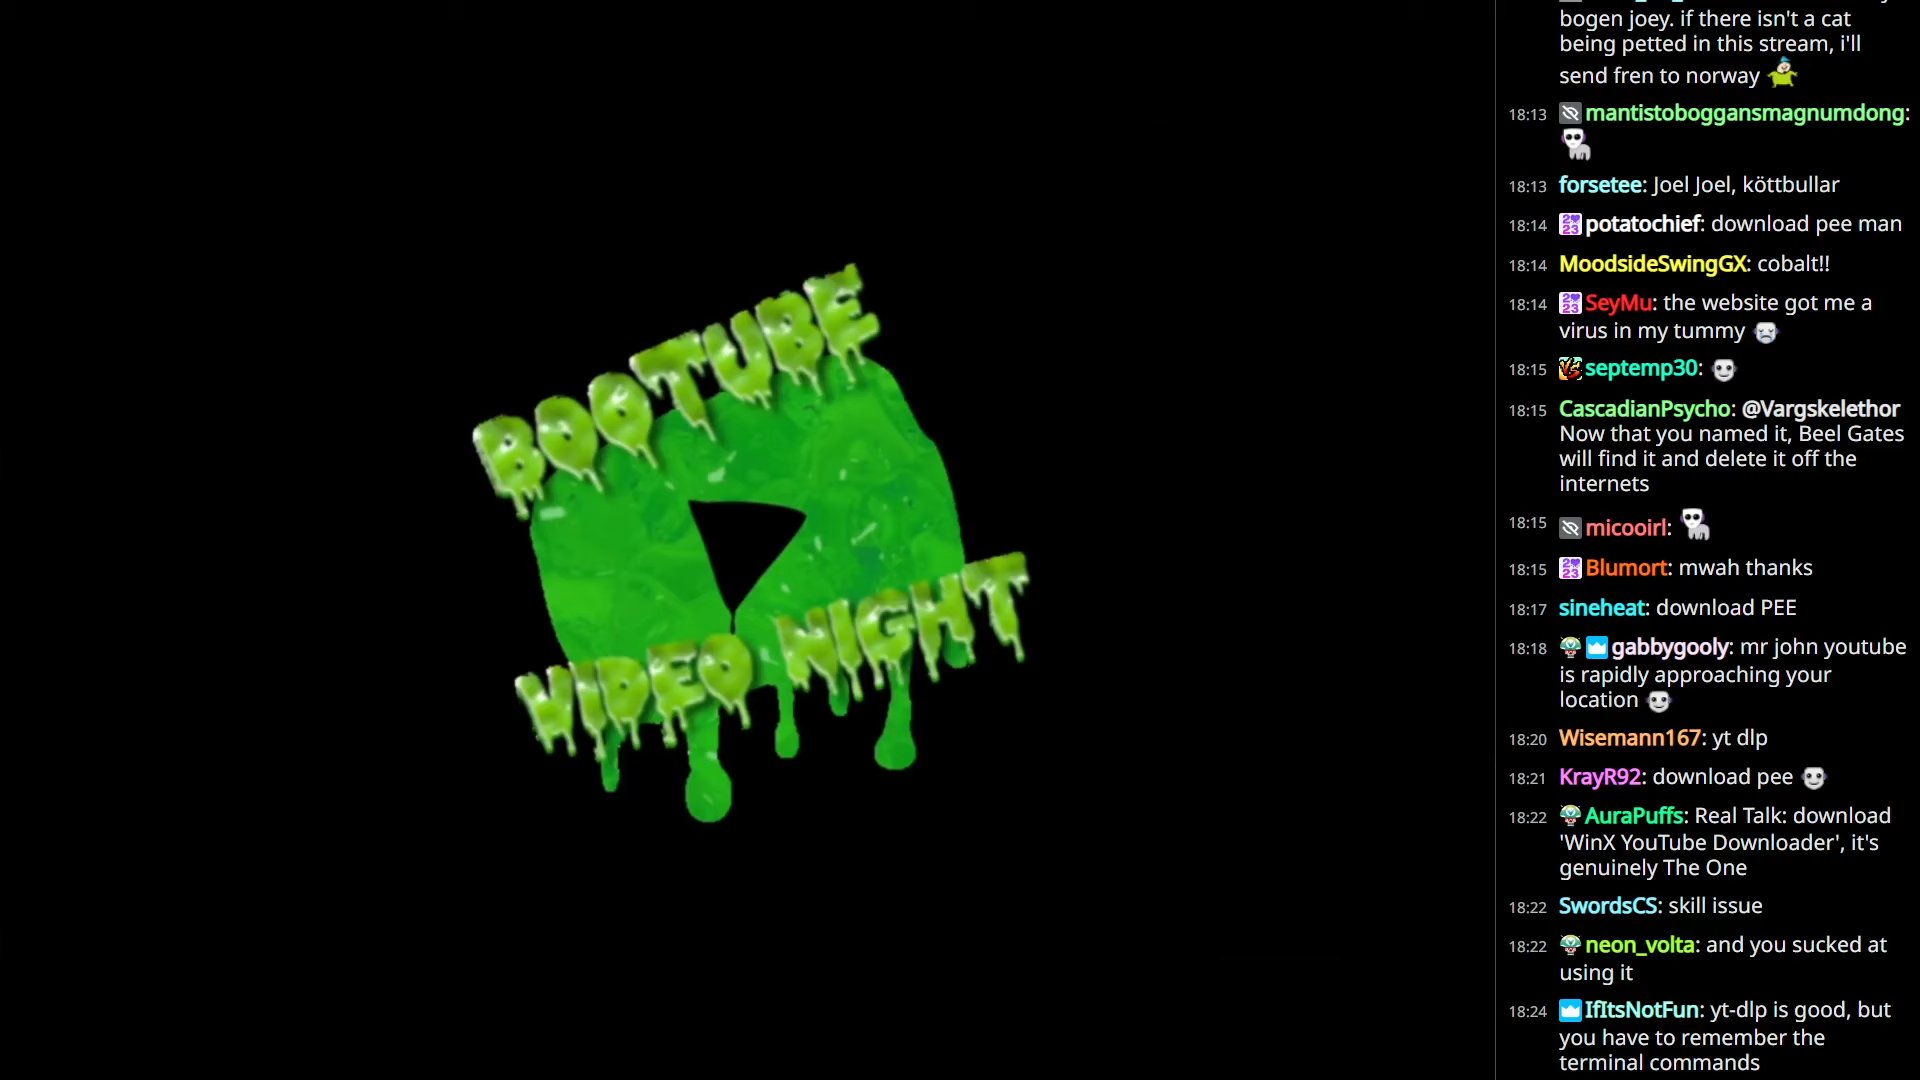 BOOTUBE
VIDEO NIGHT
bogen joey. if there isn't a cat
being petted in this stream, i'll
send fren to norway
18:13 mantistoboggansmagnumdong:
18:13 forsetee: Joel Joel, köttbullar
18:14 potatochief: download pee man
18:14 MoodsideSwingGX: cobalt!!
18:14 SeyMu: the website got me a
virus in my tummy
18:15 septemp30:
18:15 CascadianPsycho: @Vargskelethor
Now that you named it, Beel Gates
will find it and delete it off the
internets
18:15 micooirl:
18:15 Blumort: mwah thanks
18:17 sineheat: download PEE
18:18 gabbygooly: mr john youtube
is rapidly approaching your
location
18:20 Wisemann167: yt dlp
18:21 KrayR92: download pee
18:22 AuraPuffs: Real Talk: download
'WinX YouTube Downloader', it's
genuinely The One
18:22 SwordsCS: skill issue
18:22 neon_volta: and you sucked at
using it
18:24 IfItsNotFun: yt-dlp is good, but
you have to remember the
terminal commands